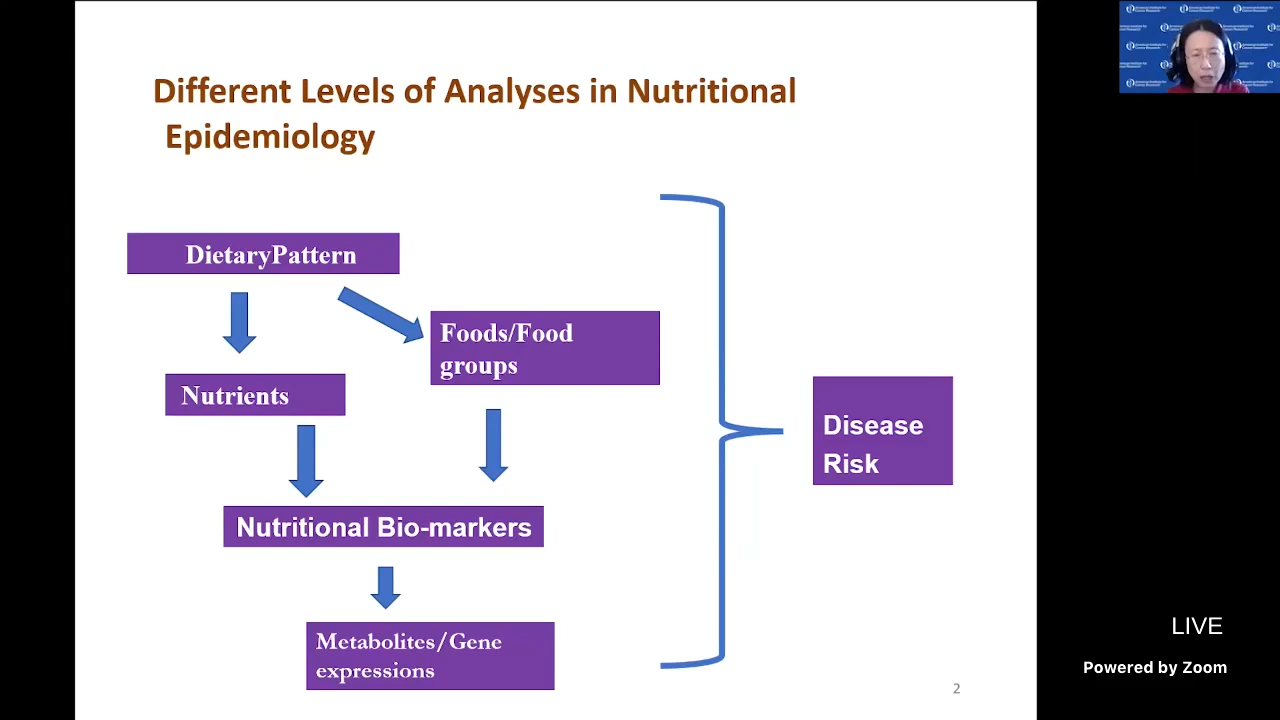 Different Levels of Analyses in Nutritional
Epidemiology
DietaryPattern
Foods/Food
groups
Nutrients
Nutritional Bio-markers
Metabolites/Gene
expressions
Disease
Risk
2
LIVE
Powered by Zoom